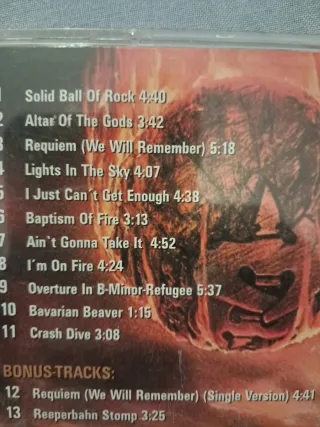 1 Solid Ball Of Rock 4:40
2 Altar Of The Gods 3:42
3 Requiem (We Will Remember) 5:18
4 Lights In The Sky 4:07
5 I Just Can´t Get Enough 4:38
6 Baptism Of Fire 3:13
7 Ain't Gonna Take It 4:52
8 I´m On Fire 4:24
9 Overture In B-Minor-Refugee 5:37
10 Bavarian Beaver 1:15
11 Crash Dive 3:08
BONUS-TRACKS:
12 Requiem (We Will Remember) (Single Version) 4:41
13 Reeperbahn Stomp 3:25